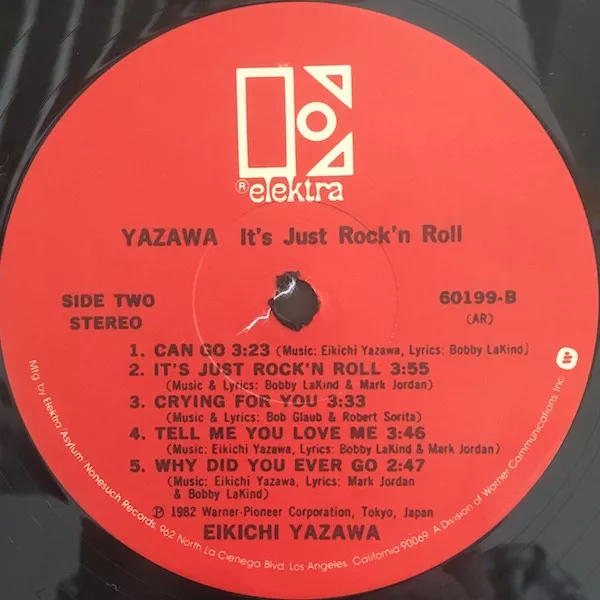 ® elektra
YAZAWA It's Just Rock'n Roll
SIDE TWO
STEREO
60199-B
(AR)
1. CAN GO 3:23 (Music: Eikichi Yazawa, Lyrics: Bobby LaKind)
2. IT'S JUST ROCK'N ROLL 3:55
(Music & Lyrics: Bobby LaKind & Mark Jordan)
3. CRYING FOR YOU 3:33
(Music & Lyrics: Bob Glaub & Robert Sorita)
4. TELL ME YOU LOVE ME 3:46
(Music: Eikichi Yazawa, Lyrics: Bobby LaKind & Mark Jordan)
5. WHY DID YOU EVER GO 2:47
(Music: Eikichi Yazawa, Lyrics: Mark Jordan
& Bobby LaKind)
℗ 1982 Warner-Pioneer Corporation, Tokyo, Japan
EIKICHI YAZAWA
Mfg. by Elektra/Asylum/Nonesuch Records, 962 North La Cienega Blvd. Los Angeles, California 90069/A Division of Warner Communications, Inc.